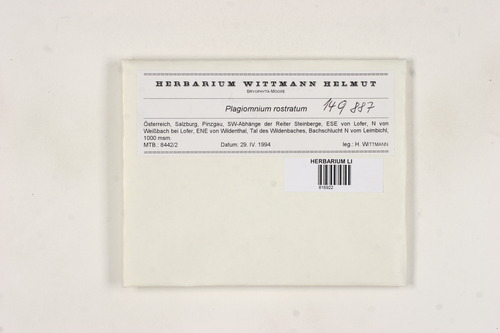 HERBARIUM WITTMANN HELMUT
BRYOPHYTA-MOOSE
Plagiomnium rostratum 149 887
Österreich, Salzburg, Pinzgau, SW-Abhänge der Reiter Steinberge, ESE von Lofer, N von
Weißbach bei Lofer, ENE von Wildenthal, Tal des Wildenbaches, Bachschlucht N vom Leimbichl,
1000 msm.
MTB.: 8442/2 Datum: 29. IV. 1994 leg.: H. WITTMANN
HERBARIUM LI